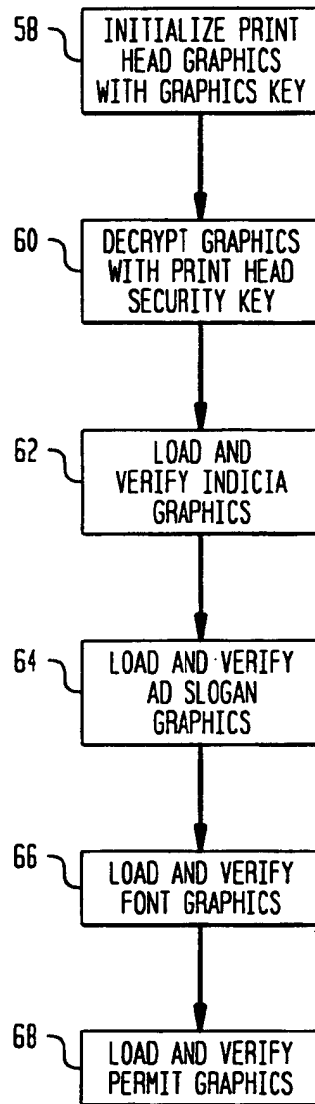 58
INITIALIZE PRINT
HEAD GRAPHICS
WITH GRAPHICS KEY
60
DECRYPT GRAPHICS
WITH PRINT HEAD
SECURITY KEY
62
LOAD AND
VERIFY INDICIA
GRAPHICS
64
LOAD AND VERIFY
AD SLOGAN
GRAPHICS
66
LOAD AND VERIFY
FONT GRAPHICS
68
LOAD AND VERIFY
PERMIT GRAPHICS